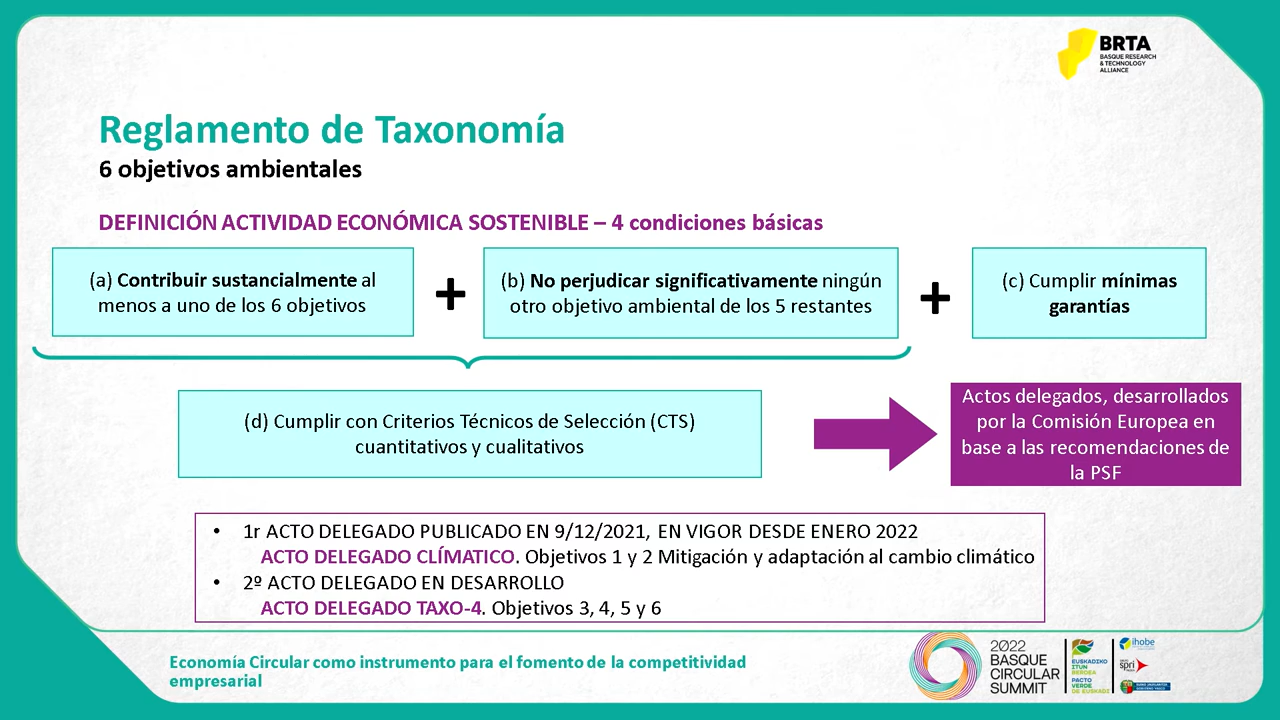 BRTA
BASQUE RESEARCH
& TECHNOLOGY
ALLIANCE
Reglamento de Taxonomía
6 objetivos ambientales
DEFINICIÓN ACTIVIDAD ECONÓMICA SOSTENIBLE – 4 condiciones básicas
(a) Contribuir sustancialmente al
menos a uno de los 6 objetivos
+
(b) No perjudicar significativamente ningún
otro objetivo ambiental de los 5 restantes
+
(c) Cumplir mínimas
garantías
(d) Cumplir con Criterios Técnicos de Selección (CTS)
cuantitativos y cualitativos
Actos delegados, desarrollados
por la Comisión Europea en
base a las recomendaciones de
la PSF
• 1r ACTO DELEGADO PUBLICADO EN 9/12/2021, EN VIGOR DESDE ENERO 2022
ACTO DELEGADO CLÍMATICO. Objetivos 1 y 2 Mitigación y adaptación al cambio climático
• 2º ACTO DELEGADO EN DESARROLLO
ACTO DELEGADO TAXO-4. Objetivos 3, 4, 5 y 6
Economía Circular como instrumento para el fomento de la competitividad
empresarial
2022
BASQUE
CIRCULAR
SUMMIT
EUSKADIKO
ITUN
BERDEA
PACTO
VERDE
DE EUSKADI
ihobe
spri